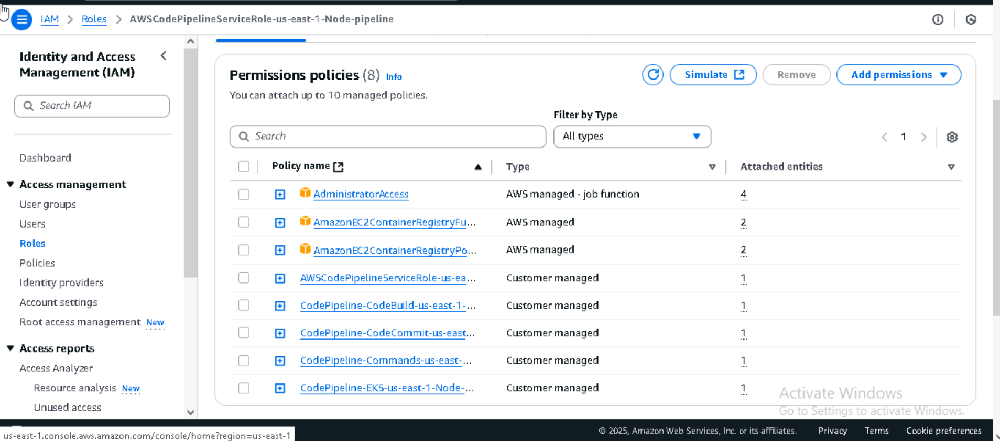 IAM > Roles > AWSCodePipelineServiceRole-us-east-1-Node-pipeline
Identity and Access
Management (IAM)
Search IAM
Dashboard
Access management
User groups
Users
Roles
Policies
Identity providers
Account settings
Root access management New
Access reports
Access Analyzer
Resource analysis New
Unused access
Permissions policies (8) Info
Simulate
Remove
Add permissions
You can attach up to 10 managed policies.
Filter by Type
Search
All types
1
Policy name Type Attached entities
AdministratorAccess AWS managed - job function 4
AmazonEC2ContainerRegistryFu... AWS managed 2
AmazonEC2ContainerRegistryPo... AWS managed 2
AWSCodePipelineServiceRole-us-ea... Customer managed 1
CodePipeline-CodeBuild-us-east-1-... Customer managed 1
CodePipeline-CodeCommit-us-east... Customer managed 1
CodePipeline-Commands-us-east-... Customer managed 1
CodePipeline-EKS-us-east-1-Node-... Customer managed 1
Activate Windows
Go to Settings to activate Windows.
us-east-1.console.aws.amazon.com/console/home?region=us-east-1
© 2025, Amazon Web Services, Inc. or its affiliates. Privacy Terms Cookie preferences